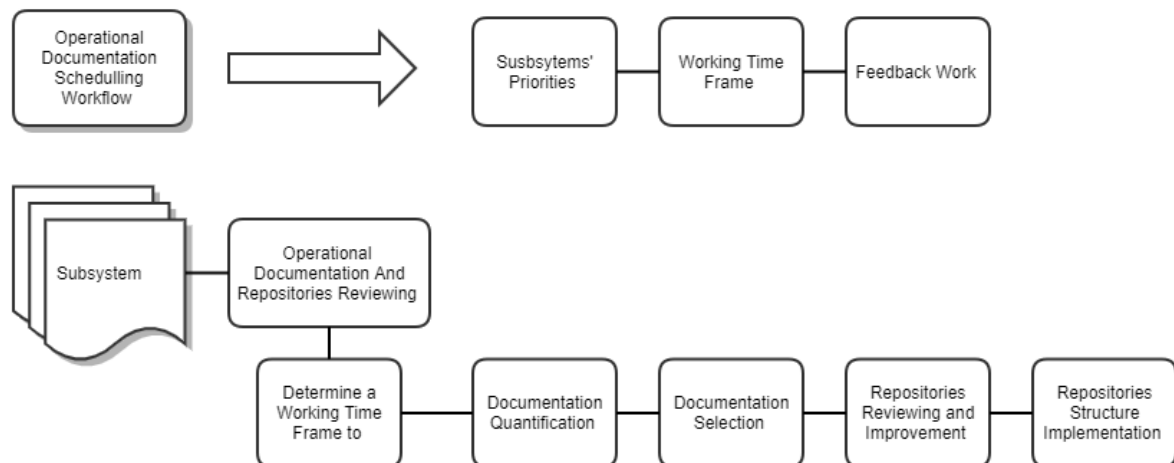 Operational
Documentation
Schedulling
Workflow
Susbsytems'
Priorities
Working Time
Frame
Feedback Work
Subsystem
Operational
Documentation And
Repositories Reviewing
Determine a
Working Time
Frame to
Documentation
Quantification
Documentation
Selection
Repositories
Reviewing and
Improvement
Repositories
Structure
Implementation